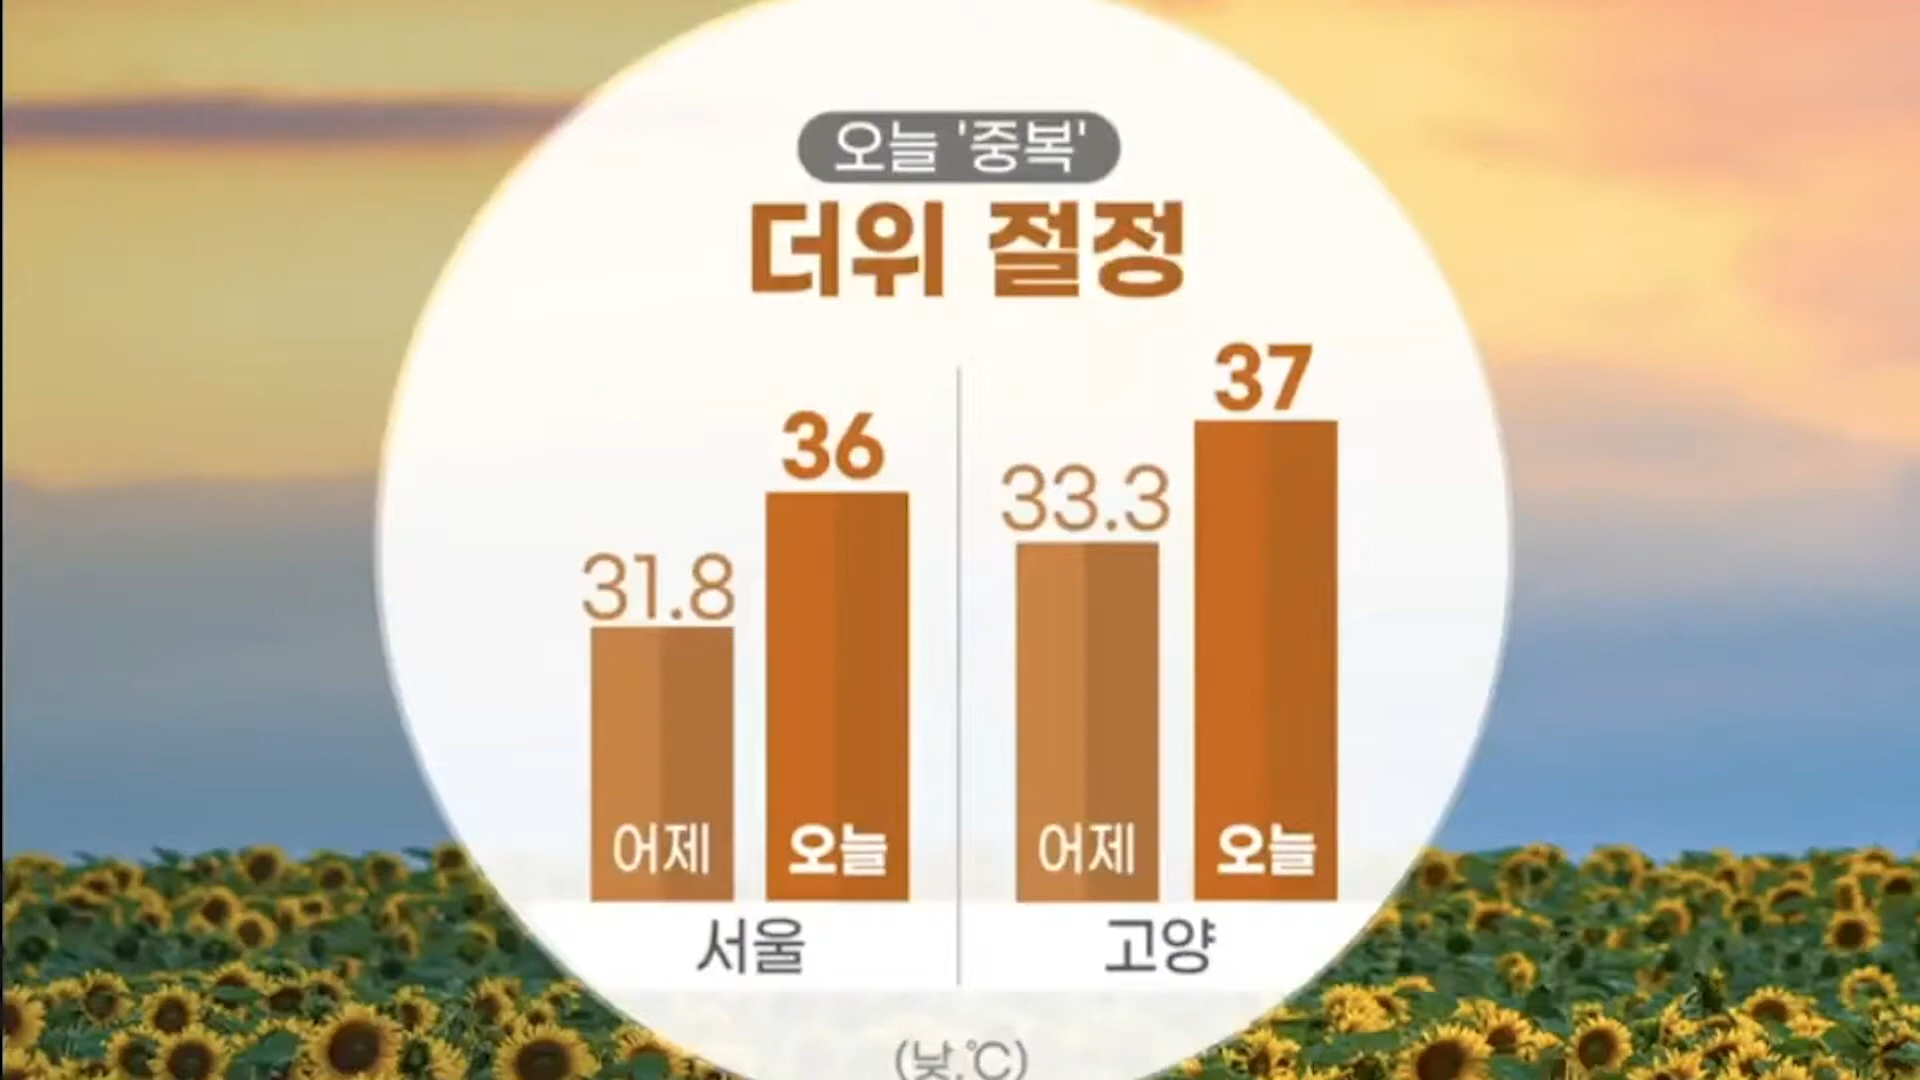 오늘 '중복'
더위 절정
31.8
36
33.3
37
어제
오늘
어제
오늘
서울
고양
(낮,℃)